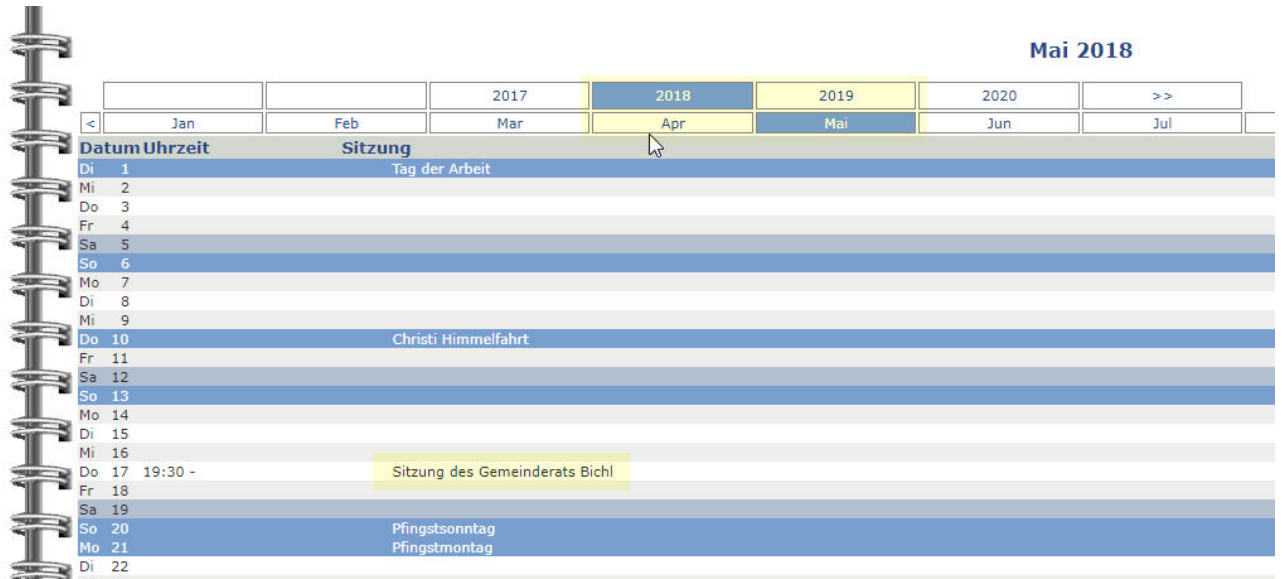 Mai 2018
2017 2018 2019 2020 >>
< Jan Feb Mar Apr Mai Jun Jul
Datum Uhrzeit Sitzung
Di 1 Tag der Arbeit
Mi 2
Do 3
Fr 4
Sa 5
So 6
Mo 7
Di 8
Mi 9
Do 10 Christi Himmelfahrt
Fr 11
Sa 12
So 13
Mo 14
Di 15
Mi 16
Do 17 19:30 - Sitzung des Gemeinderats Bichl
Fr 18
Sa 19
So 20 Pfingstsonntag
Mo 21 Pfingstmontag
Di 22